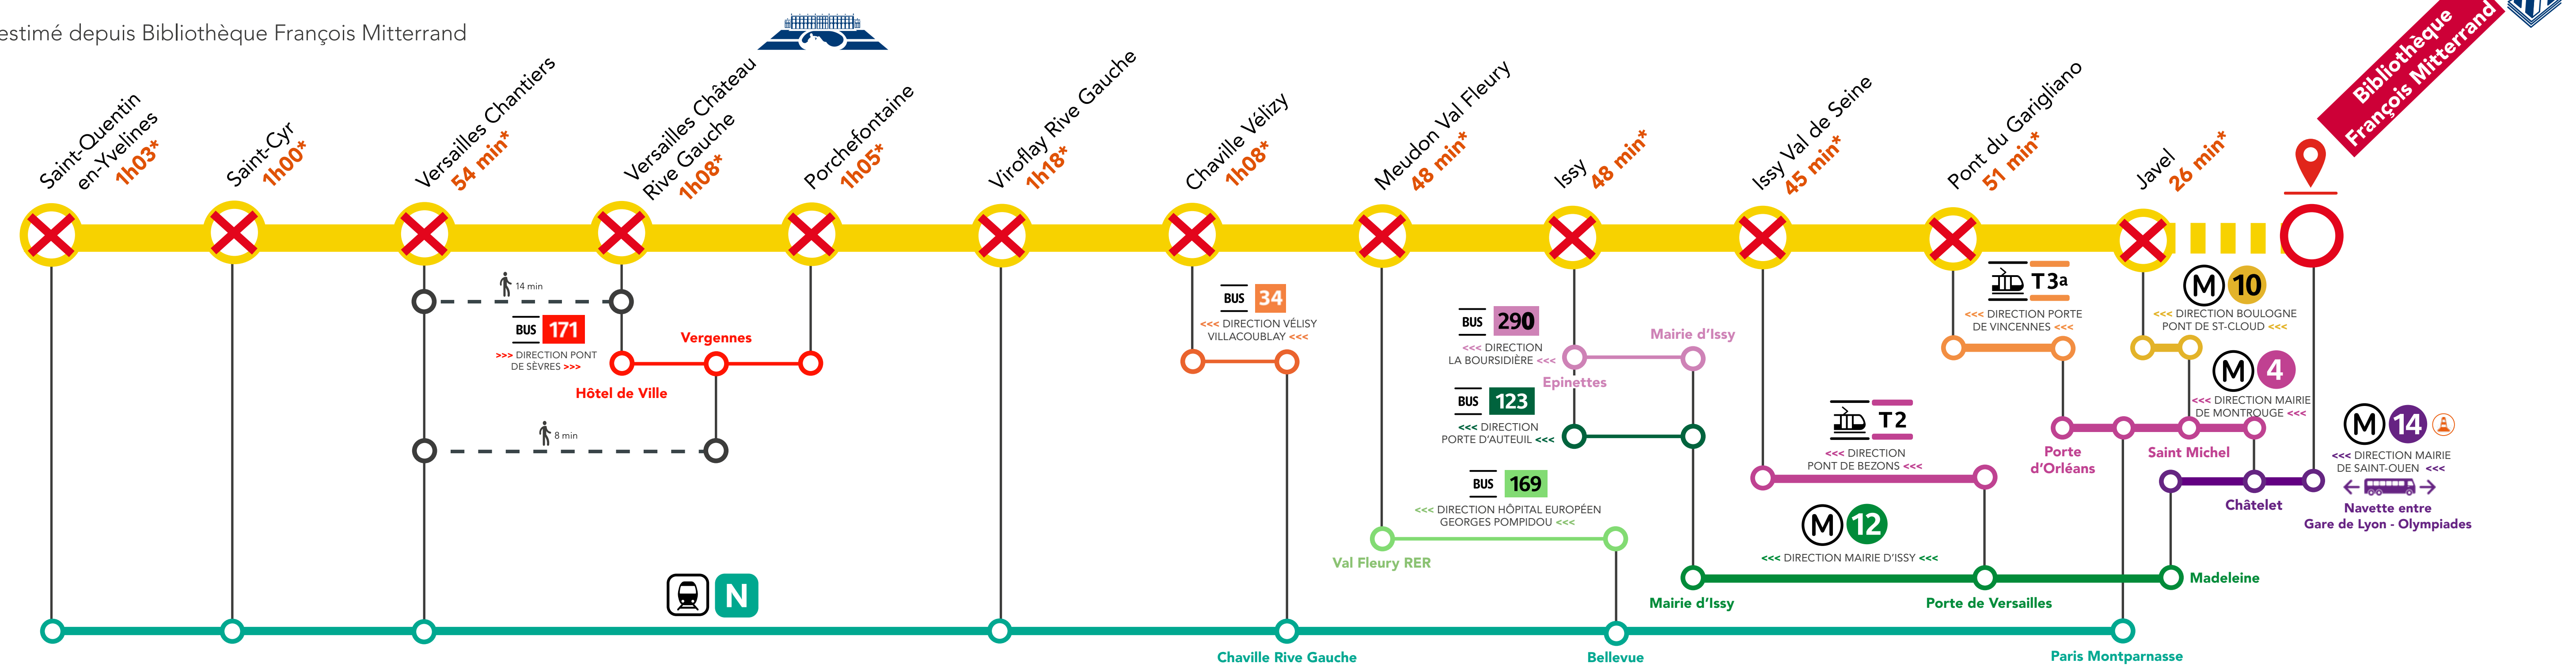 estimé depuis Bibliothèque François Mitterrand
Saint-Quentin
en-Yvelines
1h03*
Saint-Cyr
1h00*
Versailles Chantiers
54 min*
Versailles Château
Rive Gauche
1h08*
Porchefontaine
1h05*
Viroflay Rive Gauche
1h18*
Chaville Vélizy
1h08*
Meudon Val Fleury
48 min*
Issy
48 min*
Issy Val de Seine
45 min*
Pont du Garigliano
51 min*
Javel
26 min*
Bibliothèque
François Mitterrand
14 min
BUS 171
>>> DIRECTION PONT
DE SÈVRES >>>
Vergennes
Hôtel de Ville
8 min
BUS 34
<<< DIRECTION VÉLISY
VILLACOUBLAY <<<
BUS 290
<<< DIRECTION
LA BOURSIDIÈRE <<<
Mairie d'Issy
Epinettes
BUS 123
<<< DIRECTION
PORTE D'AUTEUIL <<<
BUS 169
<<< DIRECTION HÔPITAL EUROPÉEN
GEORGES POMPIDOU <<<
Val Fleury RER
T2
<<< DIRECTION
PONT DE BEZONS <<<
M 12
<<< DIRECTION MAIRIE D'ISSY <<<
Mairie d'Issy
Porte de Versailles
Madeleine
T3a
<<< DIRECTION PORTE
DE VINCENNES <<<
M 10
<<< DIRECTION BOULOGNE
PONT DE ST-CLOUD <<<
M 4
<<< DIRECTION MAIRIE
DE MONTROUGE <<<
Porte
d'Orléans
Saint Michel
Châtelet
M 14
<<< DIRECTION MAIRIE
DE SAINT-OUEN <<<
Navette entre
Gare de Lyon - Olympiades
N
Chaville Rive Gauche
Bellevue
Paris Montparnasse